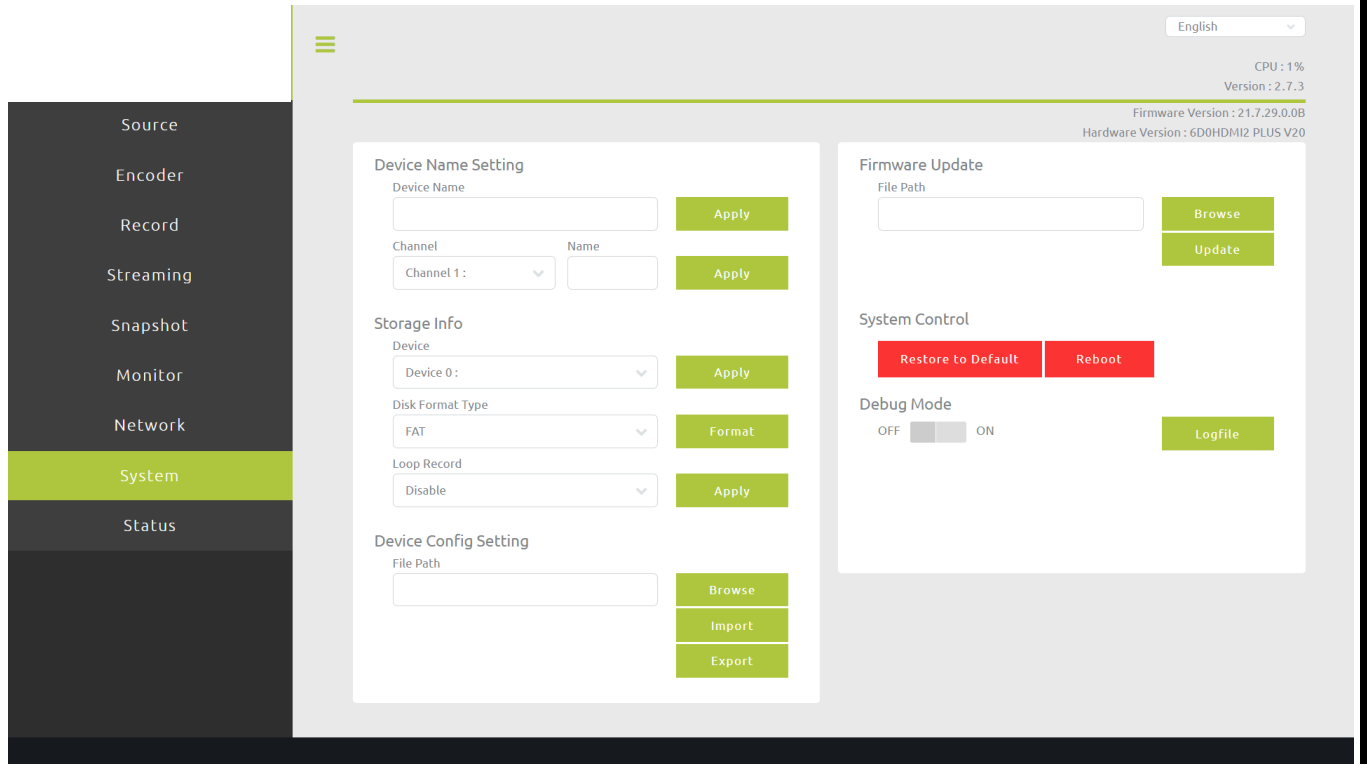 English
CPU : 1%
Version : 2.7.3
Firmware Version : 21.7.29.0.0B
Hardware Version : 6D0HDMI2 PLUS V20
Source
Encoder
Record
Streaming
Snapshot
Monitor
Network
System
Status
Device Name Setting
Device Name
Apply
Channel Name
Channel 1 : Apply
Storage Info
Device
Device 0 : Apply
Disk Format Type
FAT Format
Loop Record
Disable Apply
Device Config Setting
File Path
Browse
Import
Export
Firmware Update
File Path
Browse
Update
System Control
Restore to Default Reboot
Debug Mode
OFF ON Logfile